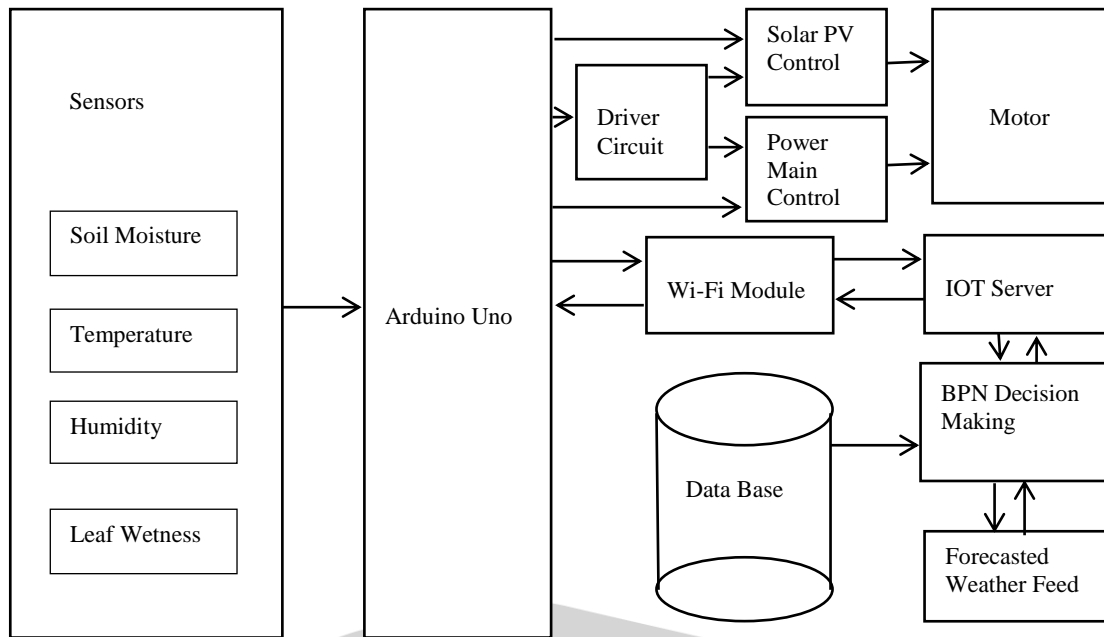 Sensors
Soil Moisture
Temperature
Humidity
Leaf Wetness
Arduino Uno
Driver
Circuit
Solar PV
Control
Power
Main
Control
Motor
Wi-Fi Module
IOT Server
Data Base
BPN Decision
Making
Forecasted
Weather Feed